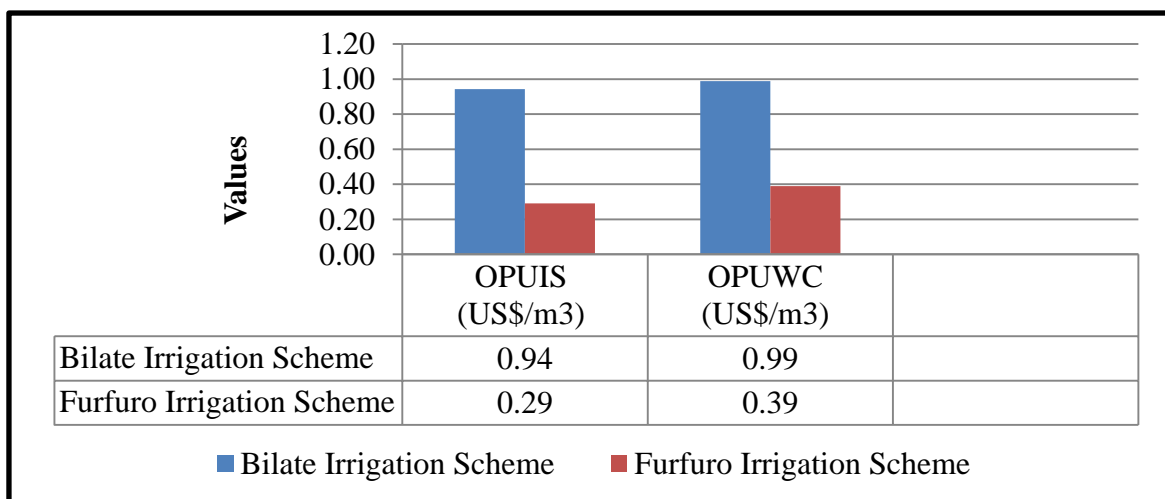 Values
1.20
1.00
0.80
0.60
0.40
0.20
0.00
OPUIS
(US$/m3)
OPUWC
(US$/m3)
Bilate Irrigation Scheme 0.94 0.99
Furfuro Irrigation Scheme 0.29 0.39
Bilate Irrigation Scheme Furfuro Irrigation Scheme